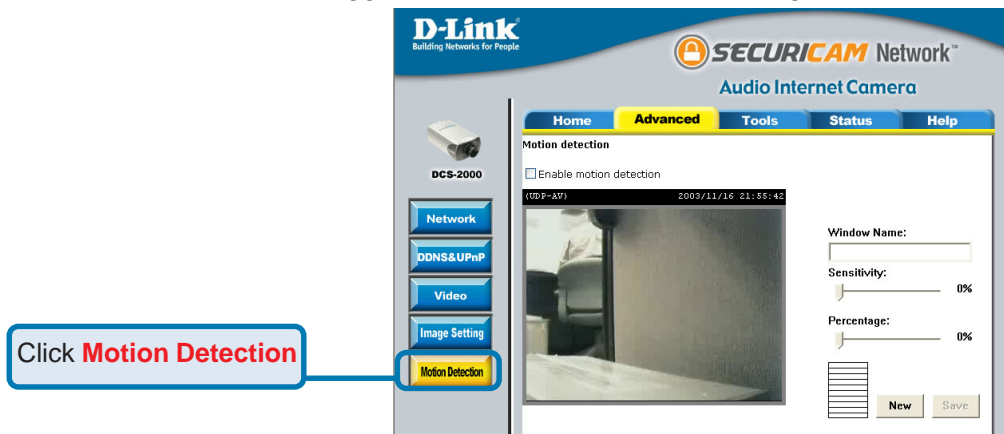 D-Link
Building Networks for People
SECURICAM Network™
Audio Internet Camera
Home Advanced Tools Status Help
DCS-2000
Network
DDNS&UPnP
Video
Image Setting
Motion Detection
Click Motion Detection
Motion detection
Enable motion detection
(UDP-AV) 2003/11/16 21:55:42
Window Name:
Sensitivity:
0%
Percentage:
0%
New Save